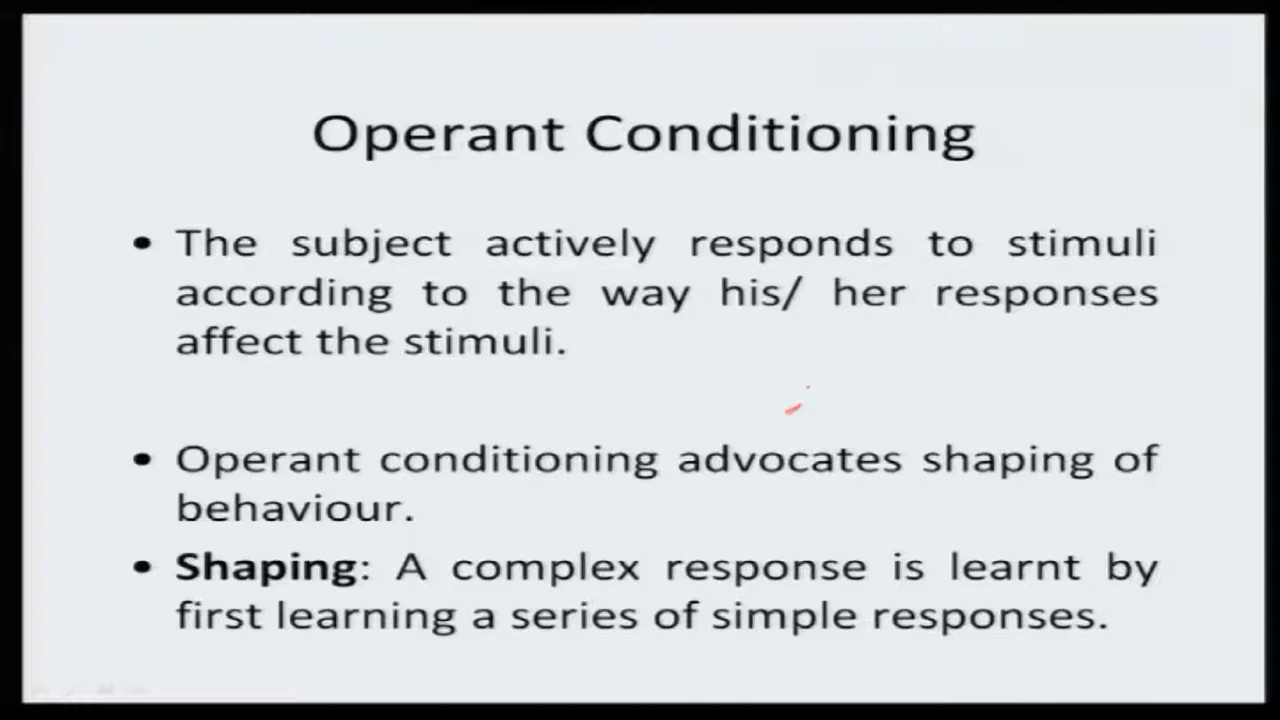 Operant Conditioning
• The subject actively responds to stimuli
according to the way his/ her responses
affect the stimuli.
• Operant conditioning advocates shaping of
behaviour.
• Shaping: A complex response is learnt by
first learning a series of simple responses.